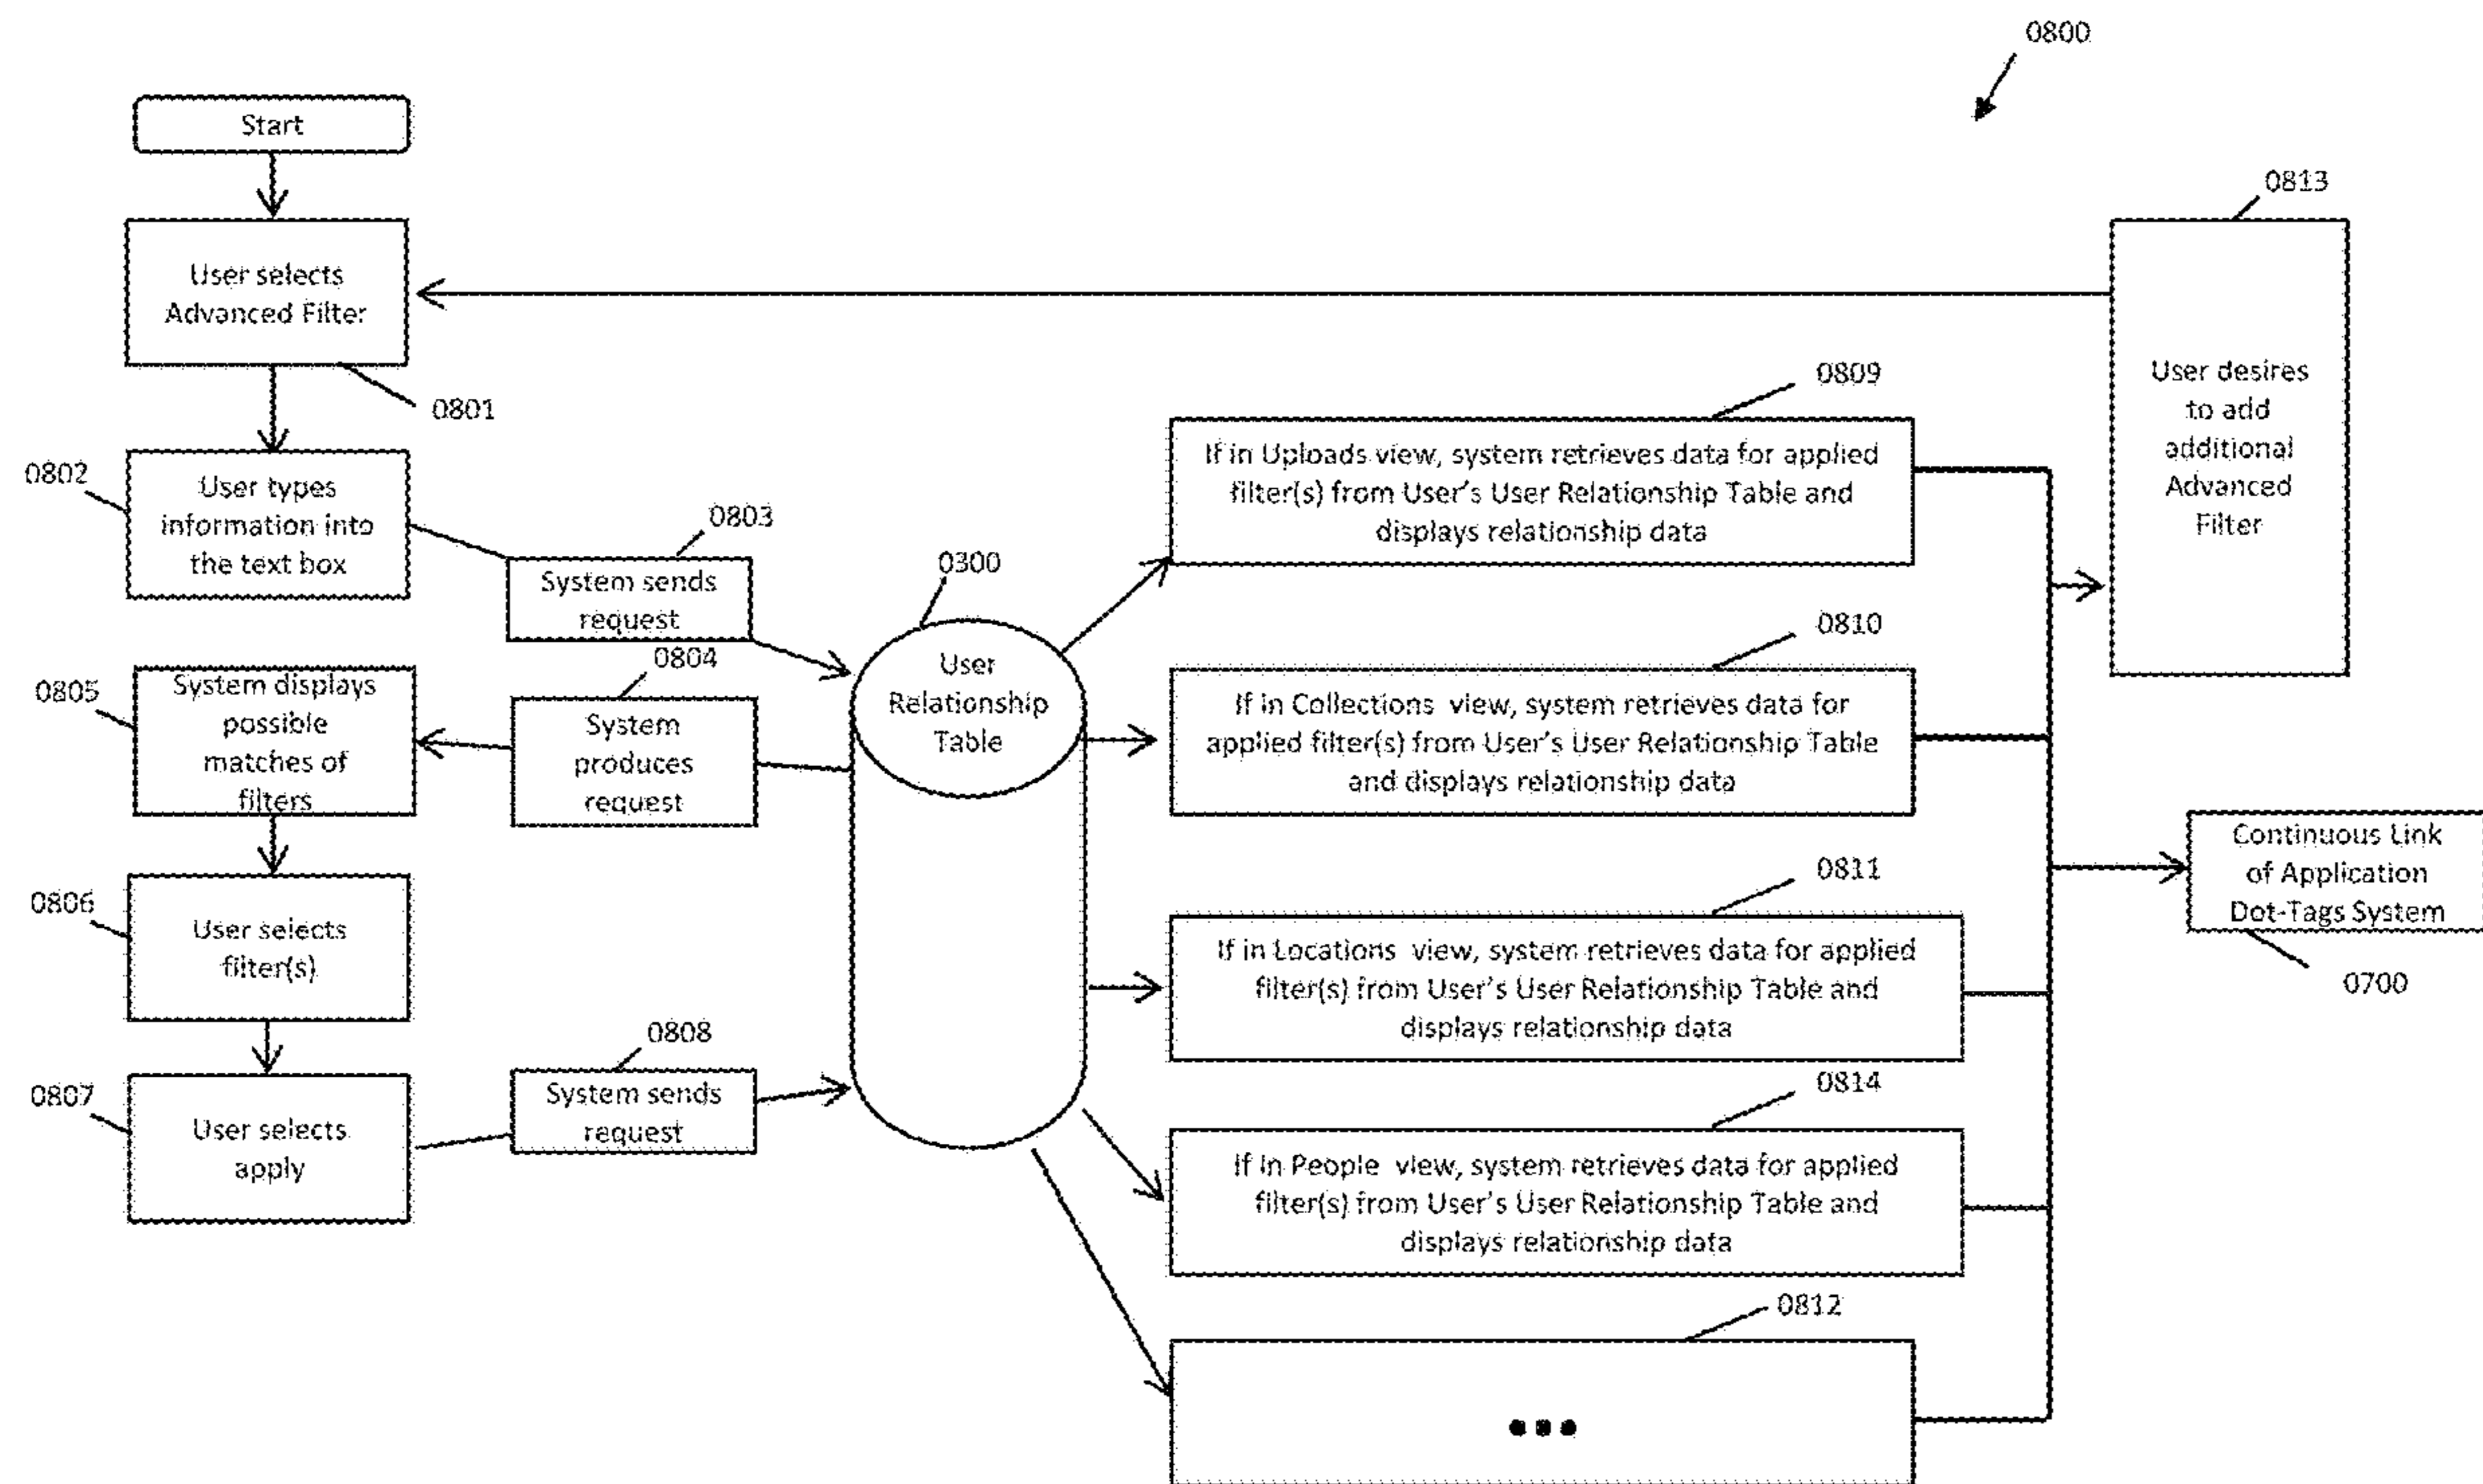 0800
Start
0813
User selects
Advanced Filter
0801
User desires
to add
additional
Advanced
Filter
0809
If in Uploads view, system retrieves data for applied
filter(s) from User's User Relationship Table and
displays relationship data
0802
User types
information into
the text box
0803
System sends
request
0300
User
Relationship
Table
0804
System
produces
request
0805
System displays
possible
matches of
filters
0810
If in Collections view, system retrieves data for
applied filter(s) from User's User Relationship Table
and displays relationship data
Continuous Link
of Application
Dot-Tags System
0700
0806
User selects
filter(s)
0811
If in Locations view, system retrieves data for applied
filter(s) from User's User Relationship Table and
displays relationship data
0807
User selects
apply
0808
System sends
request
0814
If in People view, system retrieves data for applied
filter(s) from User's User Relationship Table and
displays relationship data
0812
•••